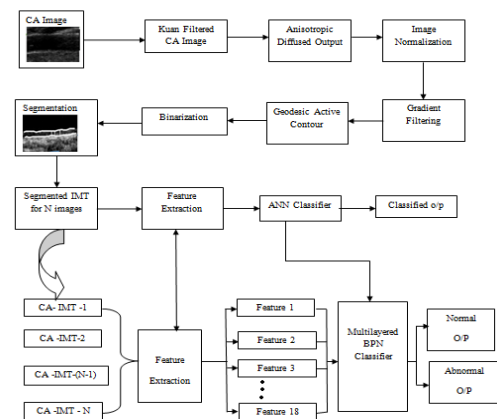 CA Image
Kuan Filtered
CA Image
Anisotropic
Diffused Output
Image
Normalization
Segmentation
Binarization
Geodesic Active
Contour
Gradient
Filtering
Segmented IMT
for N images
Feature
Extraction
ANN Classifier
Classified o/p
CA- IMT -1
CA -IMT-2
CA -IMT-(N-1)
CA -IMT - N
Feature
Extraction
Feature 1
Feature 2
Feature 3
Feature 18
Multilayered
BPN
Classifier
Normal
O/P
Abnormal
O/P